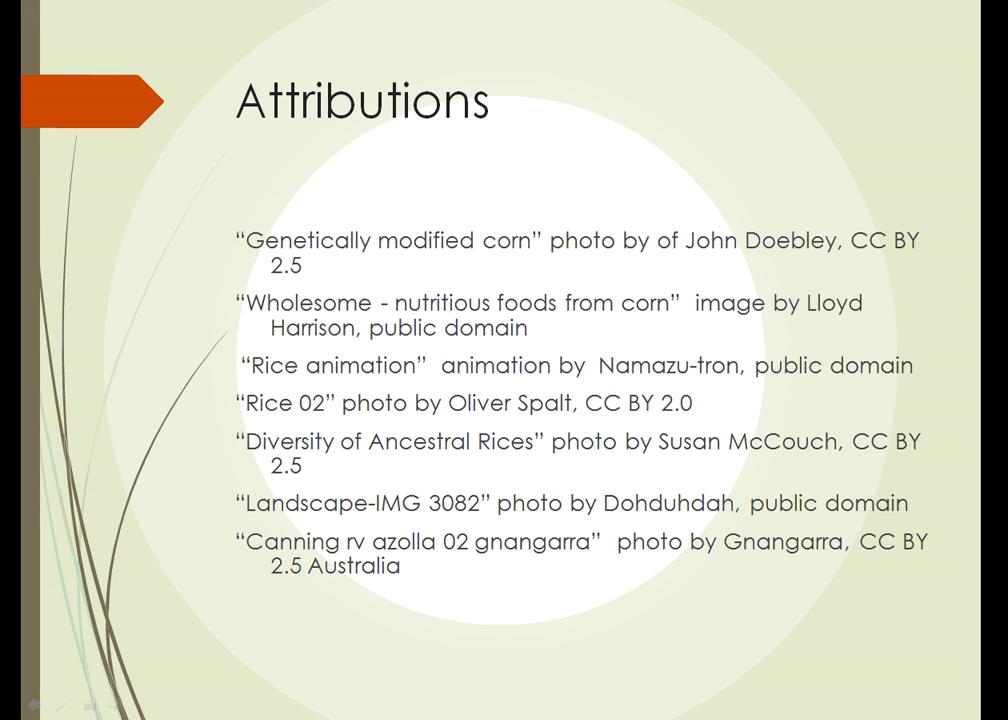 Attributions
“Genetically modified corn” photo by of John Doebley, CC BY
2.5
“Wholesome - nutritious foods from corn”  image by Lloyd
Harrison, public domain
“Rice animation”  animation by  Namazu-tron, public domain
“Rice 02” photo by Oliver Spalt, CC BY 2.0
“Diversity of Ancestral Rices” photo by Susan McCouch, CC BY
2.5
“Landscape-IMG 3082” photo by Dohduhdah, public domain
“Canning rv azolla 02 gnangarra”  photo by Gnangarra, CC BY
2.5 Australia